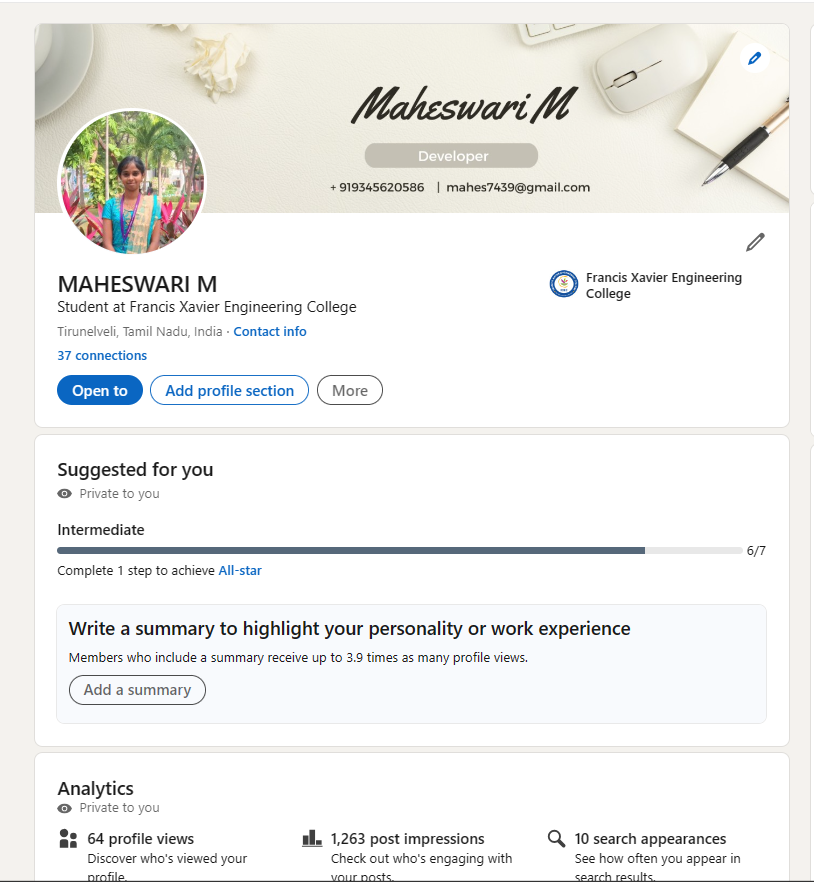 Maheswari M
Developer
+ 919345620586 | mahes7439@gmail.com
MAHESWARI M
Student at Francis Xavier Engineering College
Tirunelveli, Tamil Nadu, India · Contact info
37 connections
Francis Xavier Engineering
College
Open to
Add profile section
More
Suggested for you
Private to you
Intermediate
6/7
Complete 1 step to achieve All-star
Write a summary to highlight your personality or work experience
Members who include a summary receive up to 3.9 times as many profile views.
Add a summary
Analytics
Private to you
64 profile views
Discover who's viewed your
profile.
1,263 post impressions
Check out who's engaging with
your posts.
10 search appearances
See how often you appear in
search results.